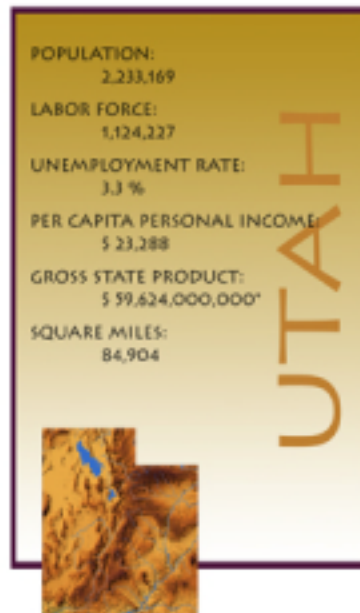 POPULATION:
2,233,169
LABOR FORCE:
1,124,227
UNEMPLOYMENT RATE:
3.3 %
PER CAPITA PERSONAL INCOME:
$ 23,288
GROSS STATE PRODUCT:
$ 59,624,000,000*
SQUARE MILES:
84,904
UTAH